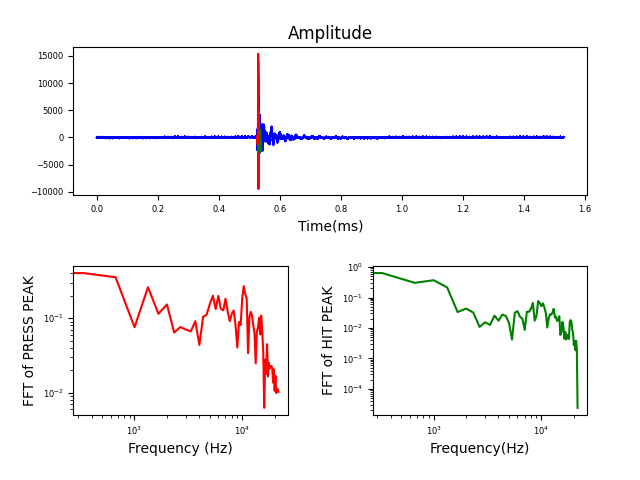 Amplitude
15000
10000
5000
0
−5000
−10000
0.0 0.2 0.4 0.6 0.8 1.0 1.2 1.4 1.6
Time(ms)
FFT of PRESS PEAK
10⁻¹
10⁻²
10³ 10⁴
Frequency (Hz)
FFT of HIT PEAK
10⁰
10⁻¹
10⁻²
10⁻³
10⁻⁴
10³ 10⁴
Frequency(Hz)